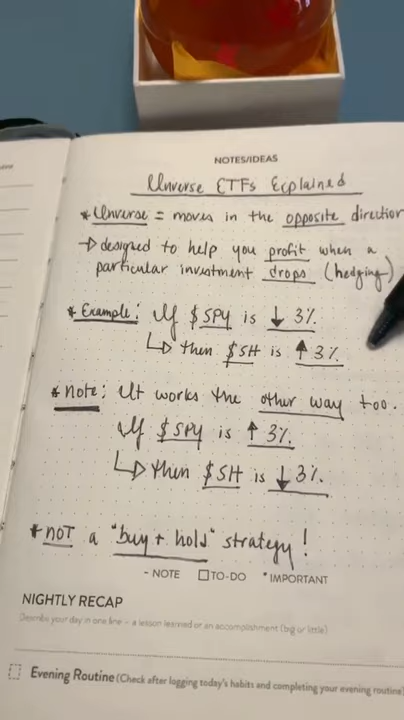 NOTES/IDEAS
Inverse ETFs Explained
* Inverse = moves in the opposite direction
→ designed to help you profit when a
particular investment drops (hedging)
* Example: If $SPY is ↓ 3%.
↳ then $SH is ↑ 3%.
* Note: It works the other way too.
If $SPY is ↑ 3%.
↳ then $SH is ↓ 3%.
* NOT a "buy + hold" strategy!
- NOTE ☐ TO-DO * IMPORTANT
NIGHTLY RECAP
Describe your day in one line – a lesson learned or an accomplishment (big or little)
Evening Routine (Check after logging today's habits and completing your evening routine)